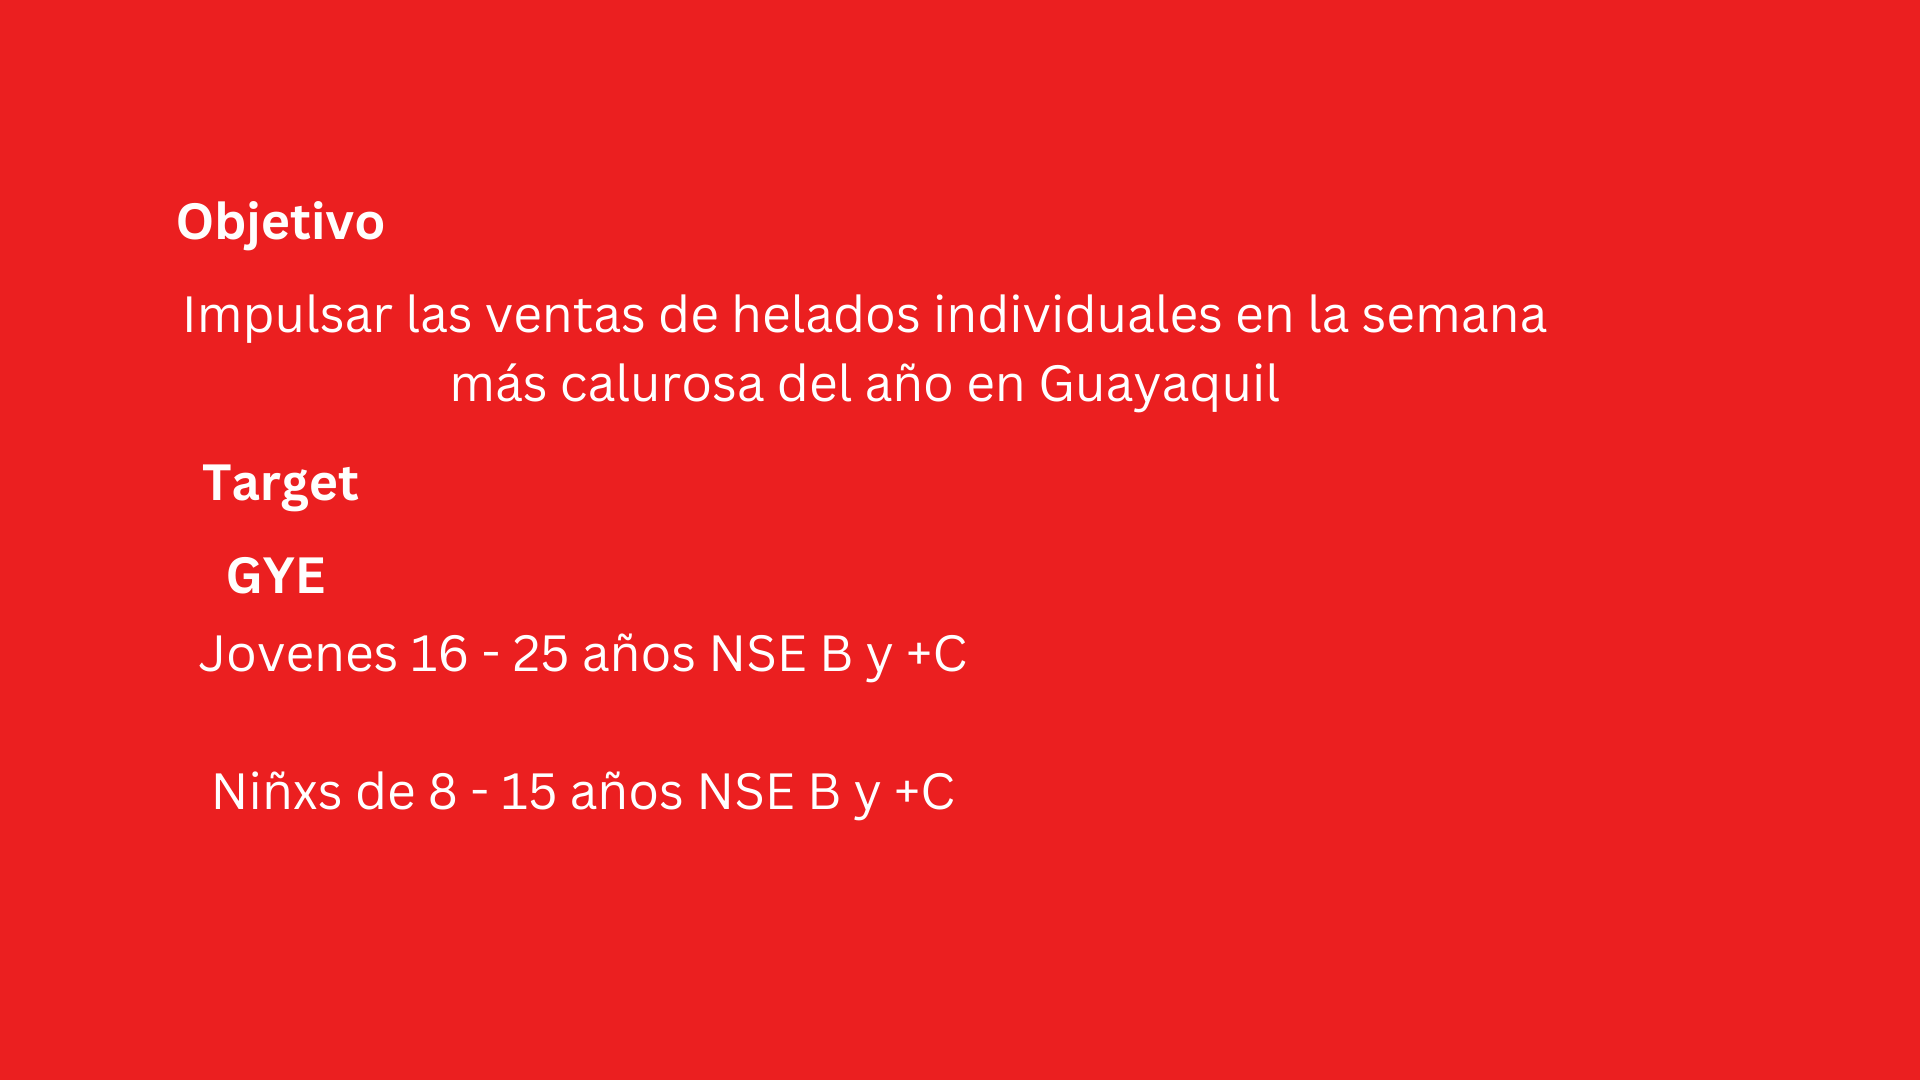 Objetivo
Impulsar las ventas de helados individuales en la semana
más calurosa del año en Guayaquil
Target
GYE
Jovenes 16 - 25 años NSE B y +C
Niñxs de 8 - 15 años NSE B y +C